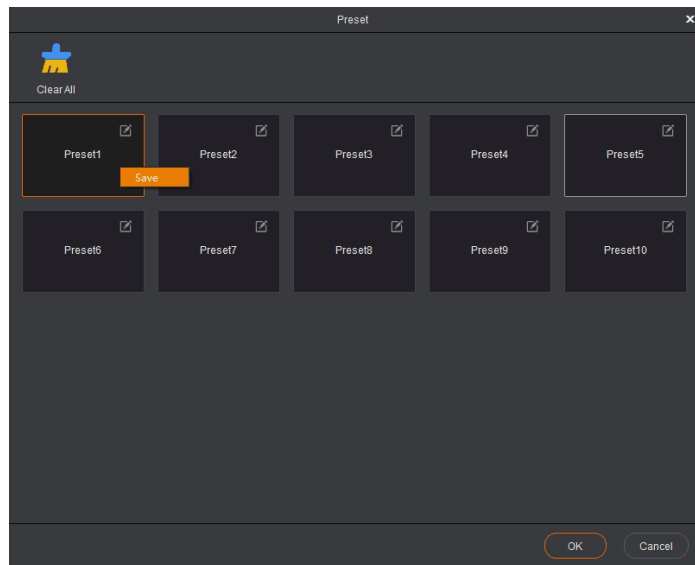 Preset
Clear All
Preset1 Preset2 Preset3 Preset4 Preset5
Save
Preset6 Preset7 Preset8 Preset9 Preset10
OK Cancel